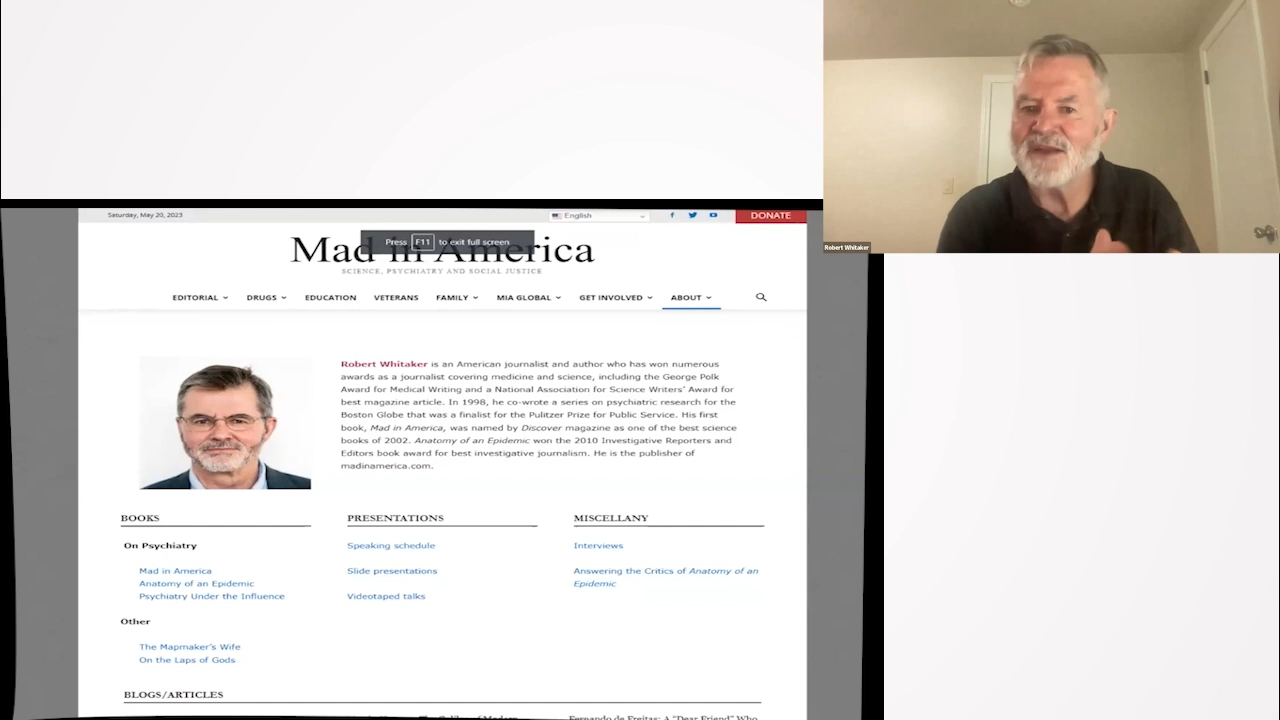 Robert Whitaker
Saturday, May 20, 2023
English
DONATE
Press F11 to exit full screen
Mad in America
SCIENCE, PSYCHIATRY AND SOCIAL JUSTICE
EDITORIAL DRUGS EDUCATION VETERANS FAMILY MIA GLOBAL GET INVOLVED ABOUT
Robert Whitaker is an American journalist and author who has won numerous
awards as a journalist covering medicine and science, including the George Polk
Award for Medical Writing and a National Association for Science Writers' Award for
best magazine article. In 1998, he co-wrote a series on psychiatric research for the
Boston Globe that was a finalist for the Pulitzer Prize for Public Service. His first
book, Mad in America, was named by Discover magazine as one of the best science
books of 2002. Anatomy of an Epidemic won the 2010 Investigative Reporters and
Editors book award for best investigative journalism. He is the publisher of
madinamerica.com.
BOOKS
On Psychiatry
Mad in America
Anatomy of an Epidemic
Psychiatry Under the Influence
Other
The Mapmaker's Wife
On the Laps of Gods
PRESENTATIONS
Speaking schedule
Slide presentations
Videotaped talks
MISCELLANY
Interviews
Answering the Critics of Anatomy of an
Epidemic
BLOGS/ARTICLES
Fernando de Freitas: A "Dear Friend" Who